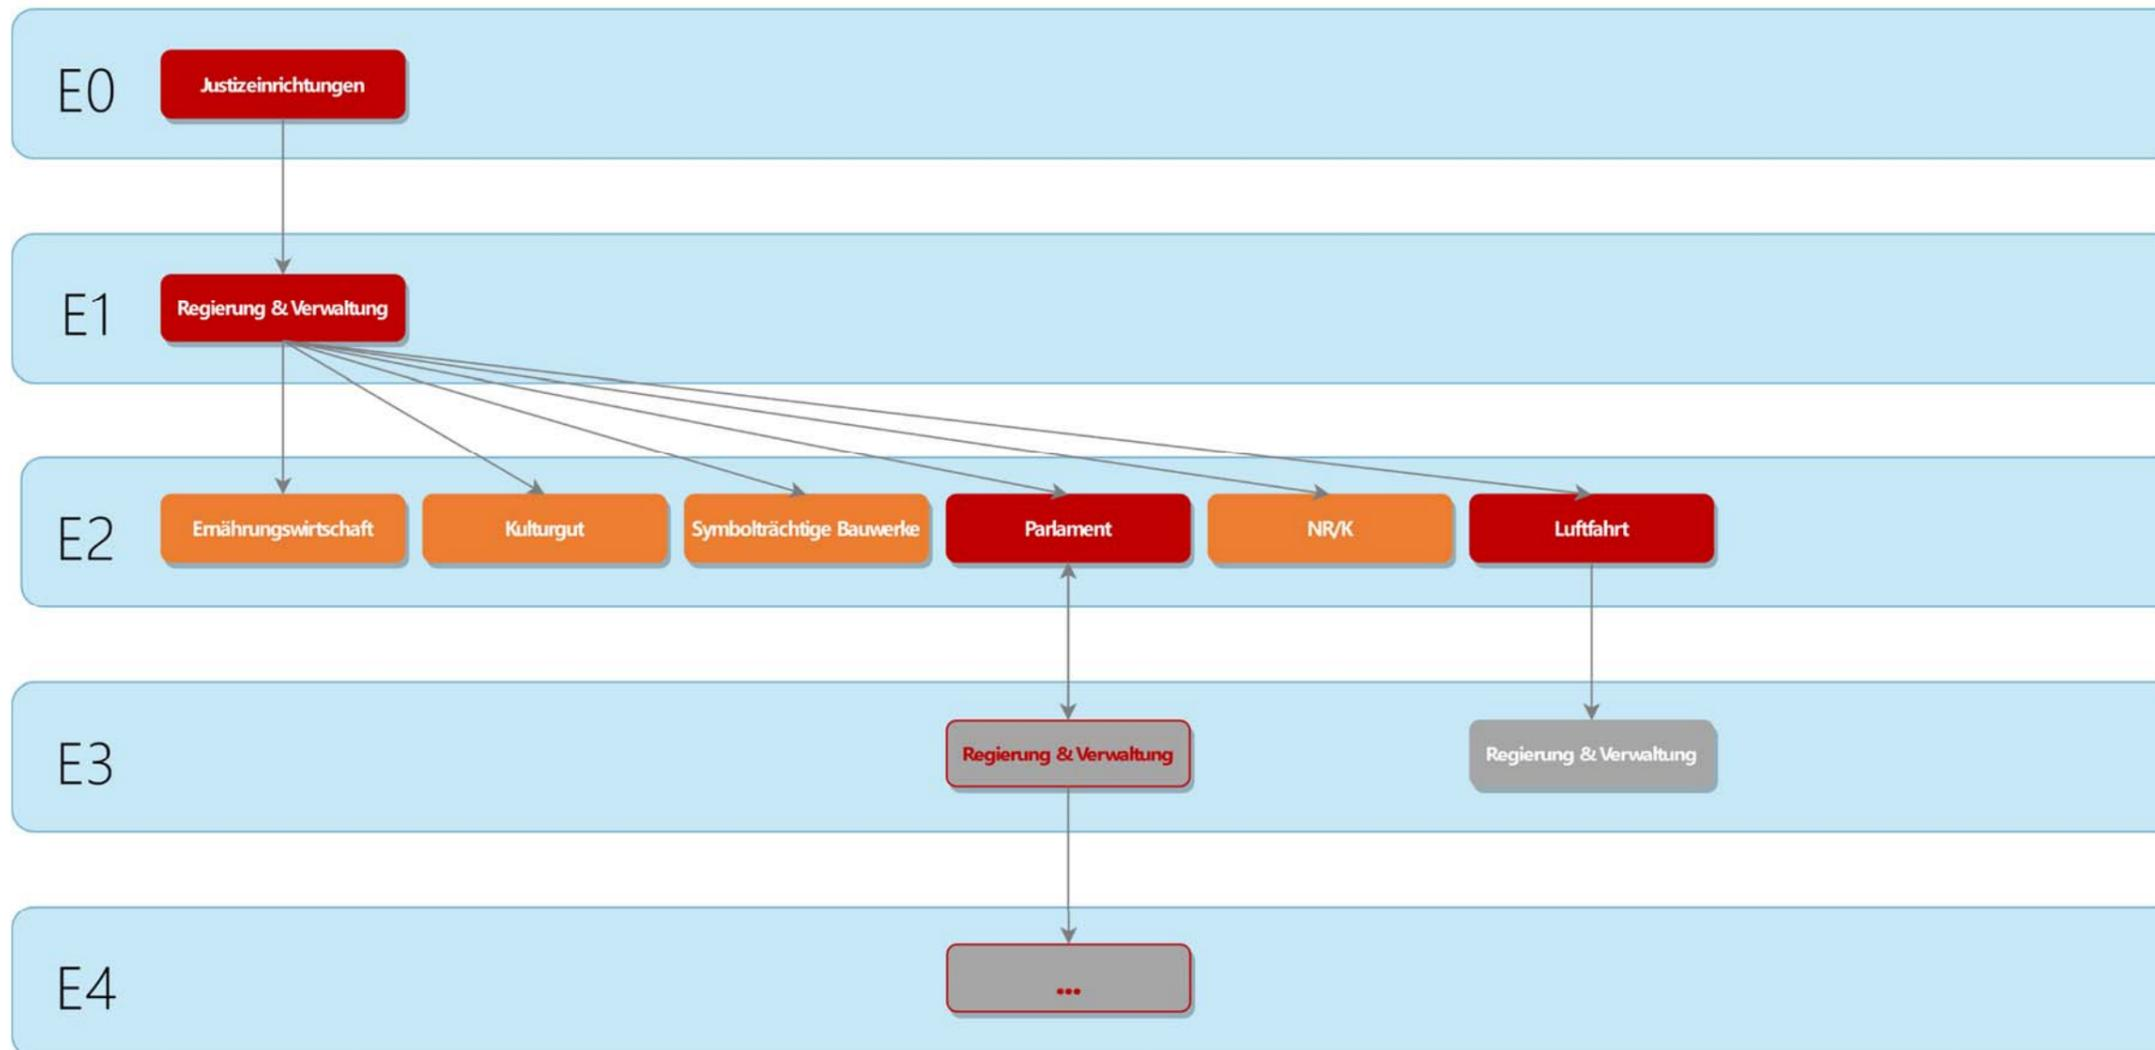 E0
Justizeinrichtungen
E1
Regierung & Verwaltung
E2
Ernährungswirtschaft
Kulturgut
Symbolträchtige Bauwerke
Parlament
NR/K
Luftfahrt
E3
Regierung & Verwaltung
Regierung & Verwaltung
E4
...